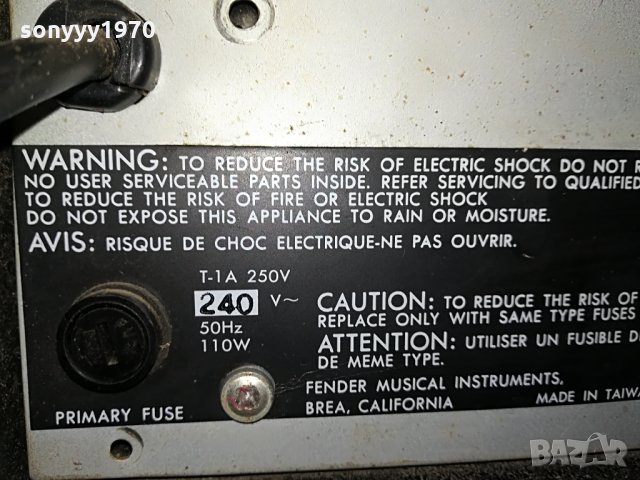 sonyyy1970
WARNING: TO REDUCE THE RISK OF ELECTRIC SHOCK DO NOT
NO USER SERVICEABLE PARTS INSIDE. REFER SERVICING TO QUALIFIED
TO REDUCE THE RISK OF FIRE OR ELECTRIC SHOCK
DO NOT EXPOSE THIS APPLIANCE TO RAIN OR MOISTURE.
AVIS: RISQUE DE CHOC ELECTRIQUE-NE PAS OUVRIR.
T-1A 250V
240 V~
50Hz
110W
CAUTION: TO REDUCE THE RISK OF
REPLACE ONLY WITH SAME TYPE FUSES
ATTENTION: UTILISER UN FUSIBLE
DE MEME TYPE.
PRIMARY FUSE
FENDER MUSICAL INSTRUMENTS,
BREA, CALIFORNIA MADE IN
BAZAR